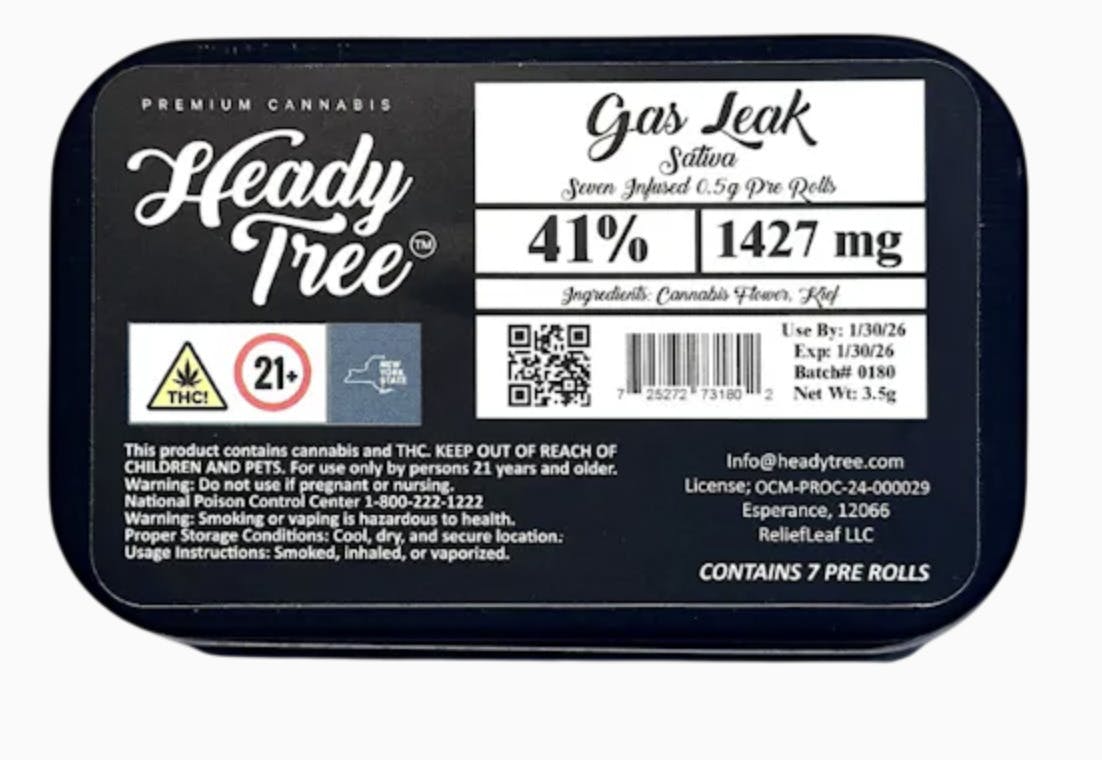 PREMIUM CANNABIS
Heady
Tree™
Gas Leak
Sativa
Seven Infused 0.5g Pre Rolls
41%
1427 mg
Ingredients: Cannabis Flower, Kief
THC!
21+
NEW
YORK
STATE
7 25272 73180 2
Use By: 1/30/26
Exp: 1/30/26
Batch# 0180
Net Wt: 3.5g
This product contains cannabis and THC. KEEP OUT OF REACH OF
CHILDREN AND PETS. For use only by persons 21 years and older.
Warning: Do not use if pregnant or nursing.
National Poison Control Center 1-800-222-1222
Warning: Smoking or vaping is hazardous to health.
Proper Storage Conditions: Cool, dry, and secure location.
Usage Instructions: Smoked, inhaled, or vaporized.
Info@headytree.com
License; OCM-PROC-24-000029
Esperance, 12066
ReliefLeaf LLC
CONTAINS 7 PRE ROLLS